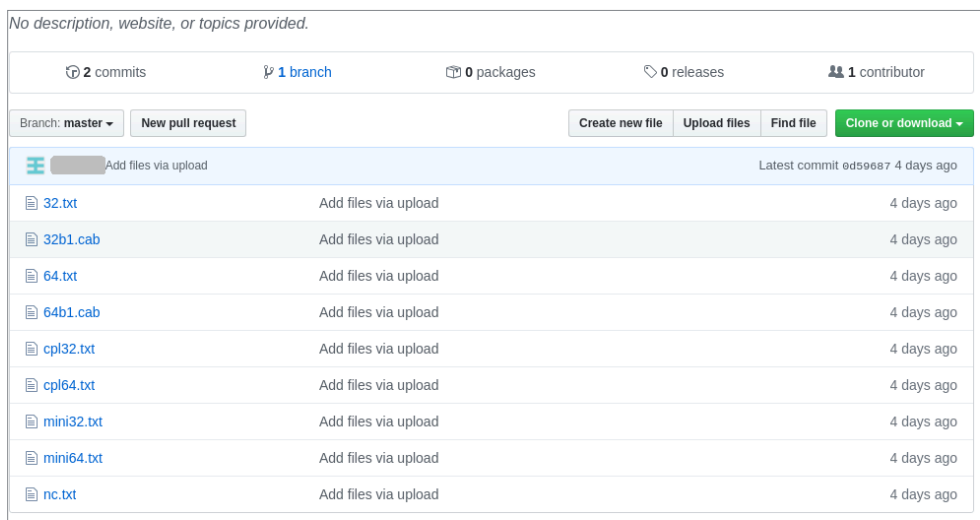 No description, website, or topics provided.
2 commits 1 branch 0 packages 0 releases 1 contributor
Branch: master New pull request Create new file Upload files Find file Clone or download
Add files via upload Latest commit 0d59687 4 days ago
32.txt Add files via upload 4 days ago
32b1.cab Add files via upload 4 days ago
64.txt Add files via upload 4 days ago
64b1.cab Add files via upload 4 days ago
cpl32.txt Add files via upload 4 days ago
cpl64.txt Add files via upload 4 days ago
mini32.txt Add files via upload 4 days ago
mini64.txt Add files via upload 4 days ago
nc.txt Add files via upload 4 days ago